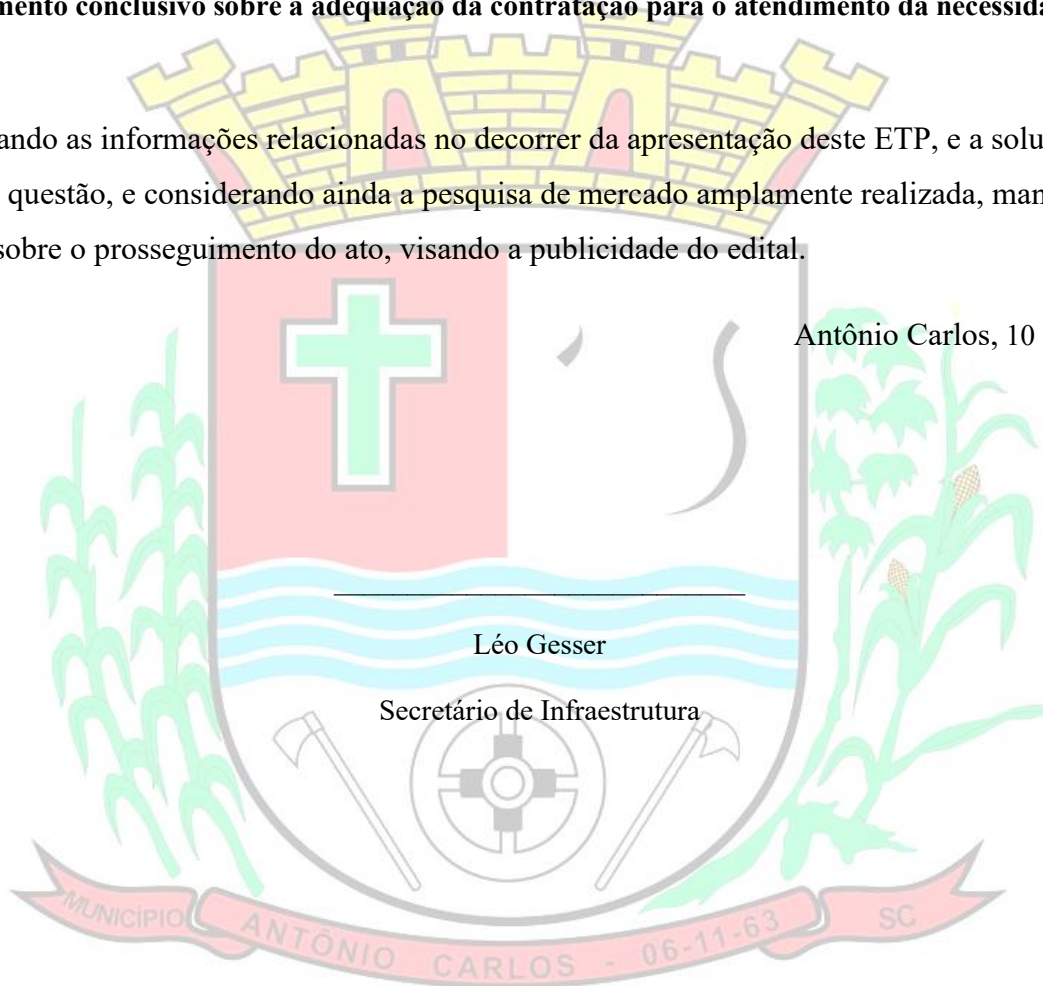 mento conclusivo sobre a adequação da contratação para o atendimento da necessida
ando as informações relacionadas no decorrer da apresentação deste ETP, e a solu
questão, e considerando ainda a pesquisa de mercado amplamente realizada, man
sobre o prosseguimento do ato, visando a publicidade do edital.
Antônio Carlos, 10
Léo Gesser
Secretário de Infraestrutura
MUNICÍPIO ANTÔNIO CARLOS - 06-11-63 SC